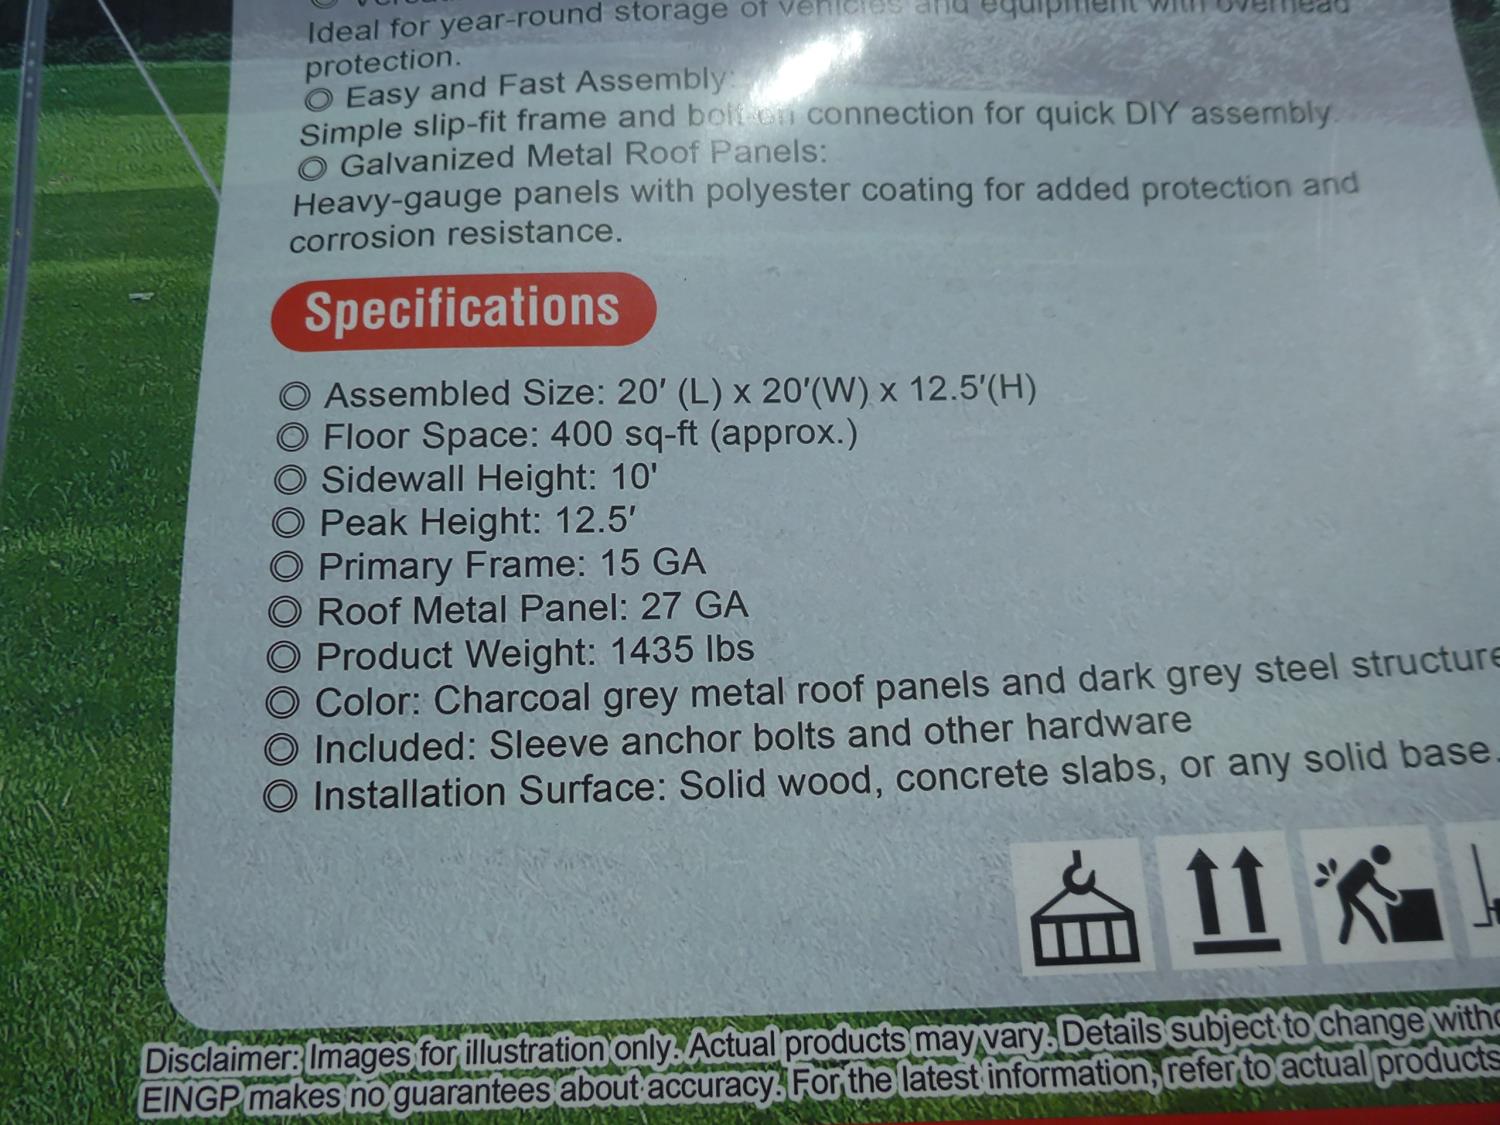 Ideal for year-round storage of vehicles and equipment with overhead
protection.
◎ Easy and Fast Assembly:
Simple slip-fit frame and bolt-on connection for quick DIY assembly.
◎ Galvanized Metal Roof Panels:
Heavy-gauge panels with polyester coating for added protection and
corrosion resistance.
Specifications
◎ Assembled Size: 20' (L) x 20'(W) x 12.5'(H)
◎ Floor Space: 400 sq-ft (approx.)
◎ Sidewall Height: 10'
◎ Peak Height: 12.5'
◎ Primary Frame: 15 GA
◎ Roof Metal Panel: 27 GA
◎ Product Weight: 1435 lbs
◎ Color: Charcoal grey metal roof panels and dark grey steel structure
◎ Included: Sleeve anchor bolts and other hardware
◎ Installation Surface: Solid wood, concrete slabs, or any solid base.
Disclaimer: Images for illustration only. Actual products may vary. Details subject to change
EINGP makes no guarantees about accuracy. For the latest information, refer to actual products